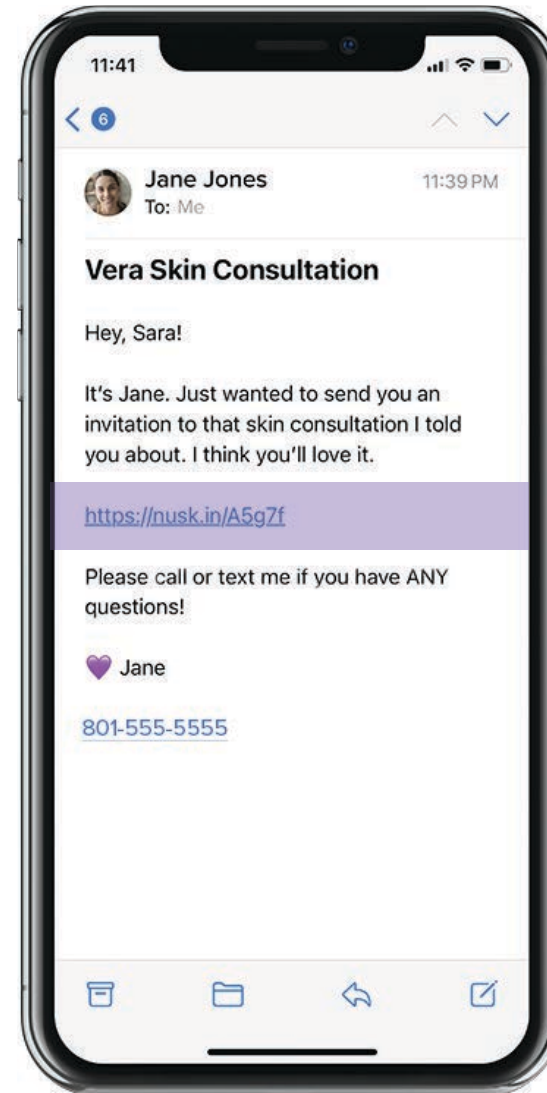 11:41
6
Jane Jones
11:39 PM
To: Me
Vera Skin Consultation
Hey, Sara!
It's Jane. Just wanted to send you an
invitation to that skin consultation I told
you about. I think you'll love it.
https://nusk.in/A5g7f
Please call or text me if you have ANY
questions!
💜 Jane
801-555-5555